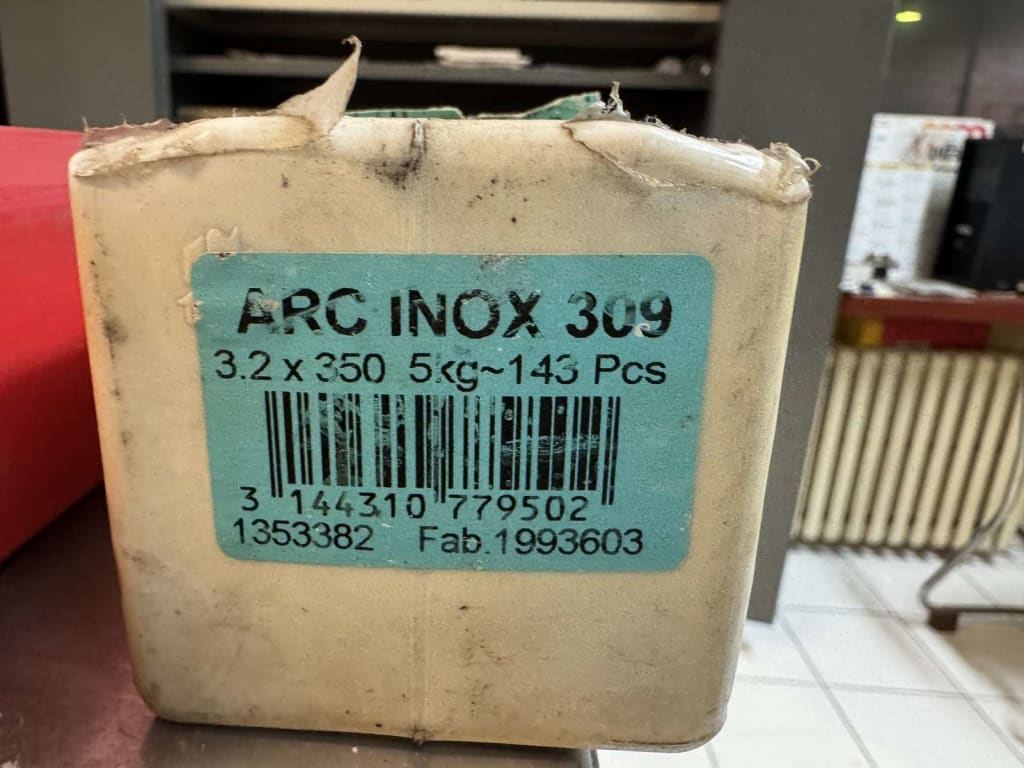 ARC INOX 309
3.2 x 350 5kg~143 Pcs
3 144310 779502
1353382 Fab.1993603